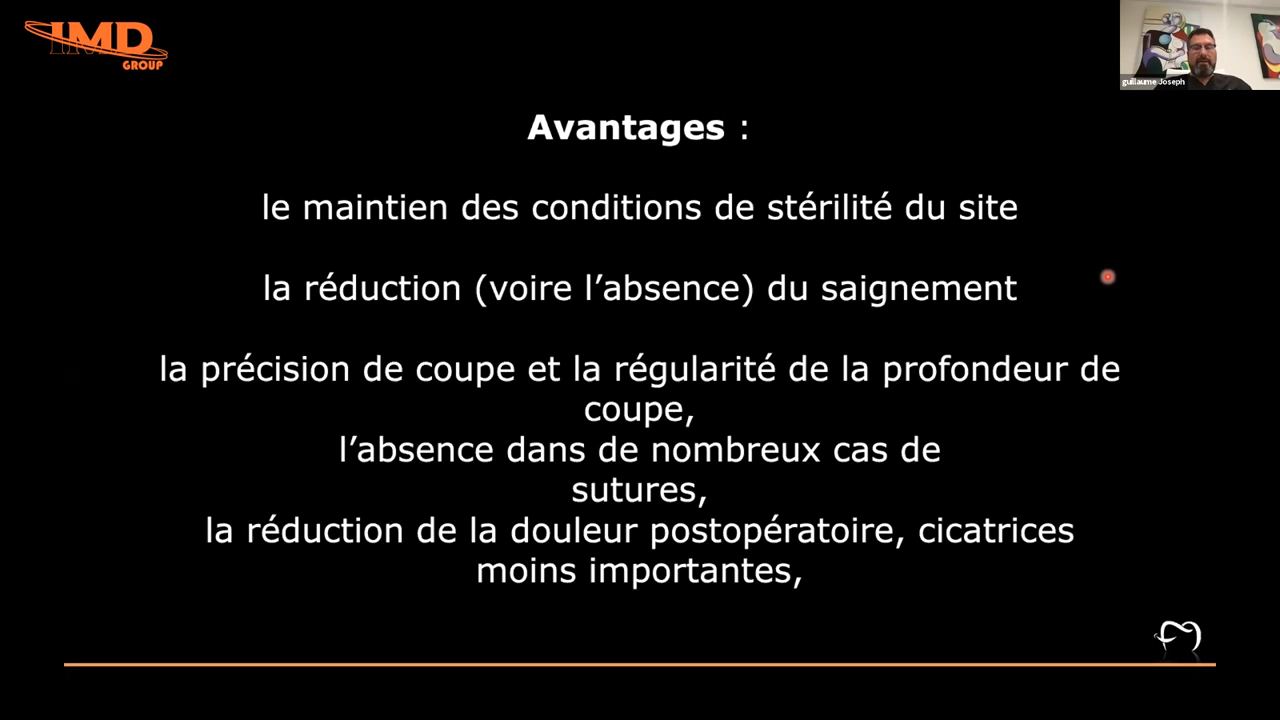 IMD
GROUP
guillaume Joseph
Avantages :
le maintien des conditions de stérilité du site
la réduction (voire l’absence) du saignement
la précision de coupe et la régularité de la profondeur de
coupe,
l’absence dans de nombreux cas de
sutures,
la réduction de la douleur postopératoire, cicatrices
moins importantes,